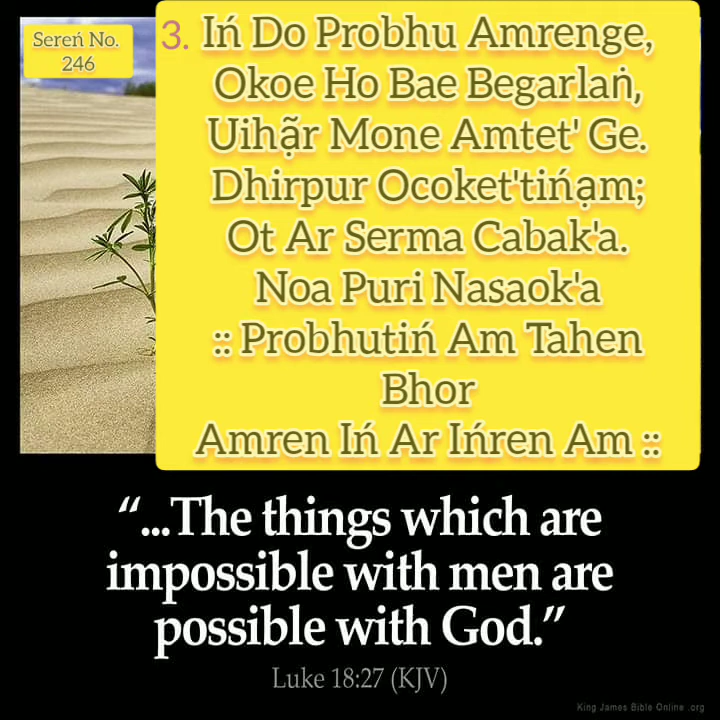 Sereń No.
246
3. Iń Do Probhu Amrenge,
Okoe Ho Bae Begarlaṅ,
Uihą̃r Mone Amtet' Ge.
Dhirpur Ocoket'tińạm;
Ot Ar Serma Cabak'a.
Noa Puri Nasaok'a
:: Probhutiń Am Tahen
Bhor
Amren Iń Ar Ińren Am ::
“...The things which are
impossible with men are
possible with God.”
Luke 18:27 (KJV)
King James Bible Online .org